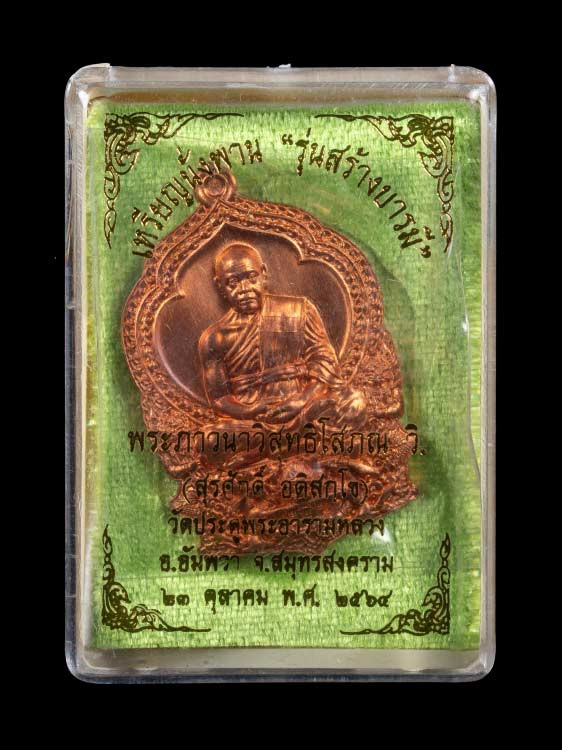 เหรียญนั่งพาน "รุ่นสร้างบารมี"
พระภาวนาวิสุทธิโสภณ วิ.
(สุรศักดิ์ อติสกฺโข)
วัดประดู่พระอารามหลวง
อ.อัมพวา จ.สมุทรสงคราม
๒๓ ตุลาคม พ.ศ. ๒๕๖๔